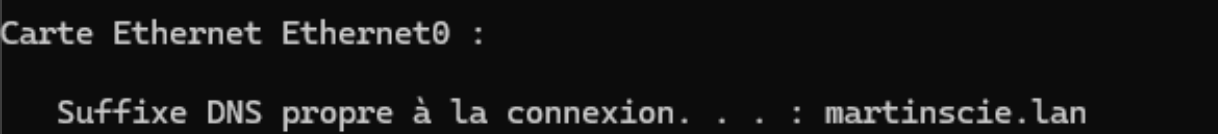 Carte Ethernet Ethernet0 :
Suffixe DNS propre à la connexion. . . : martinscie.lan